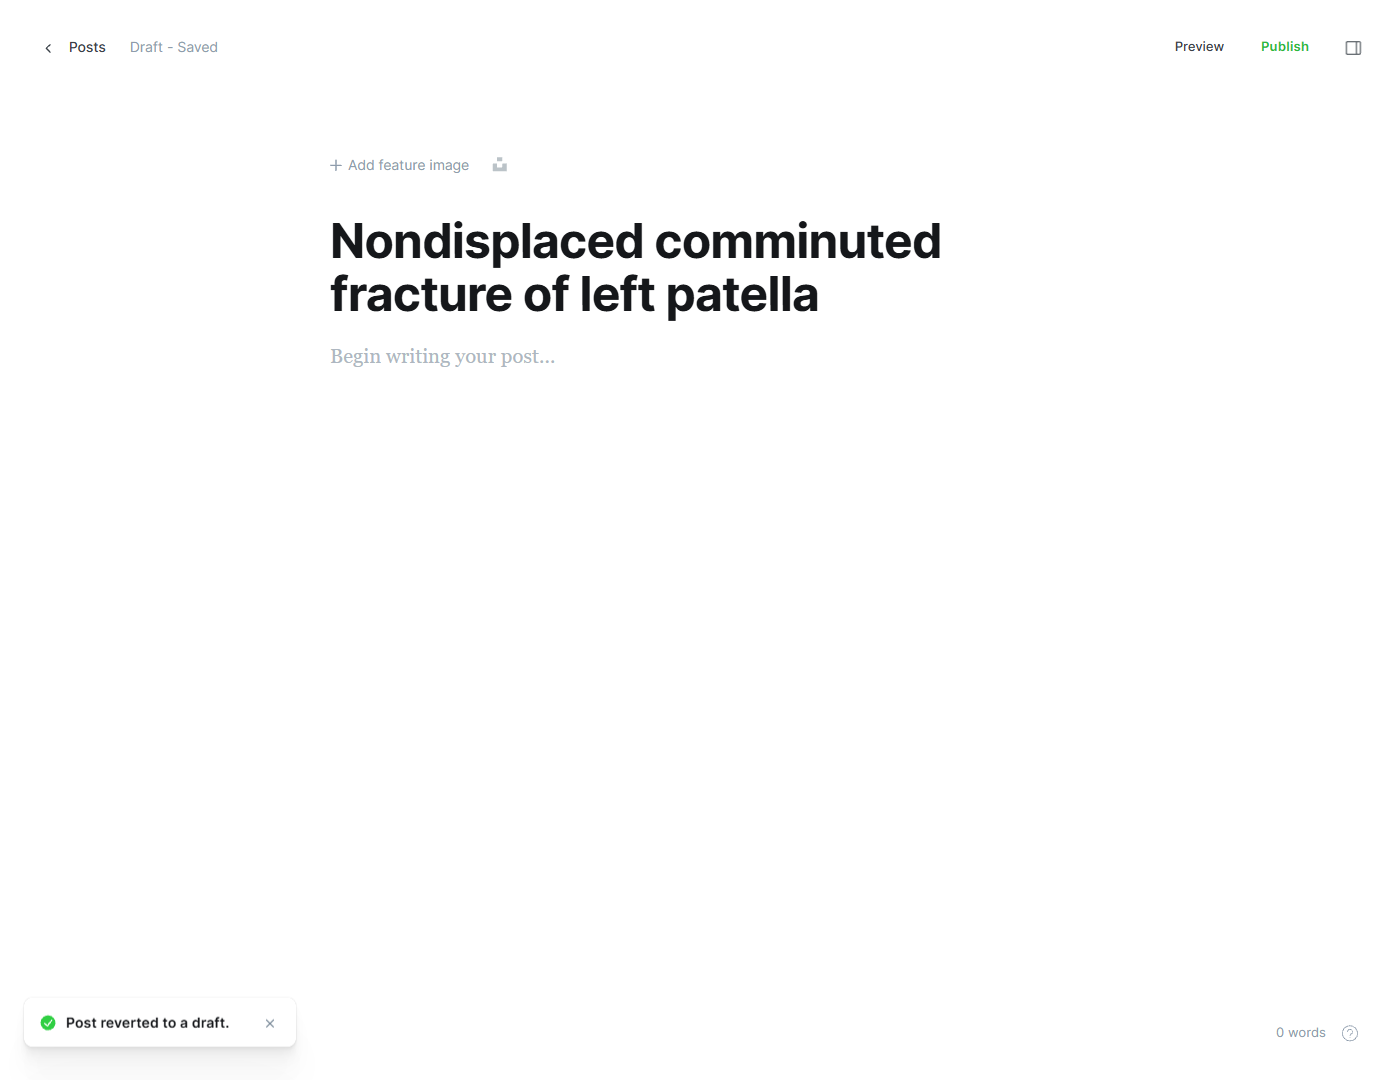 Posts
Draft - Saved
Preview
Publish
Add feature image
Nondisplaced comminuted
fracture of left patella
Begin writing your post...
Post reverted to a draft.
0 words